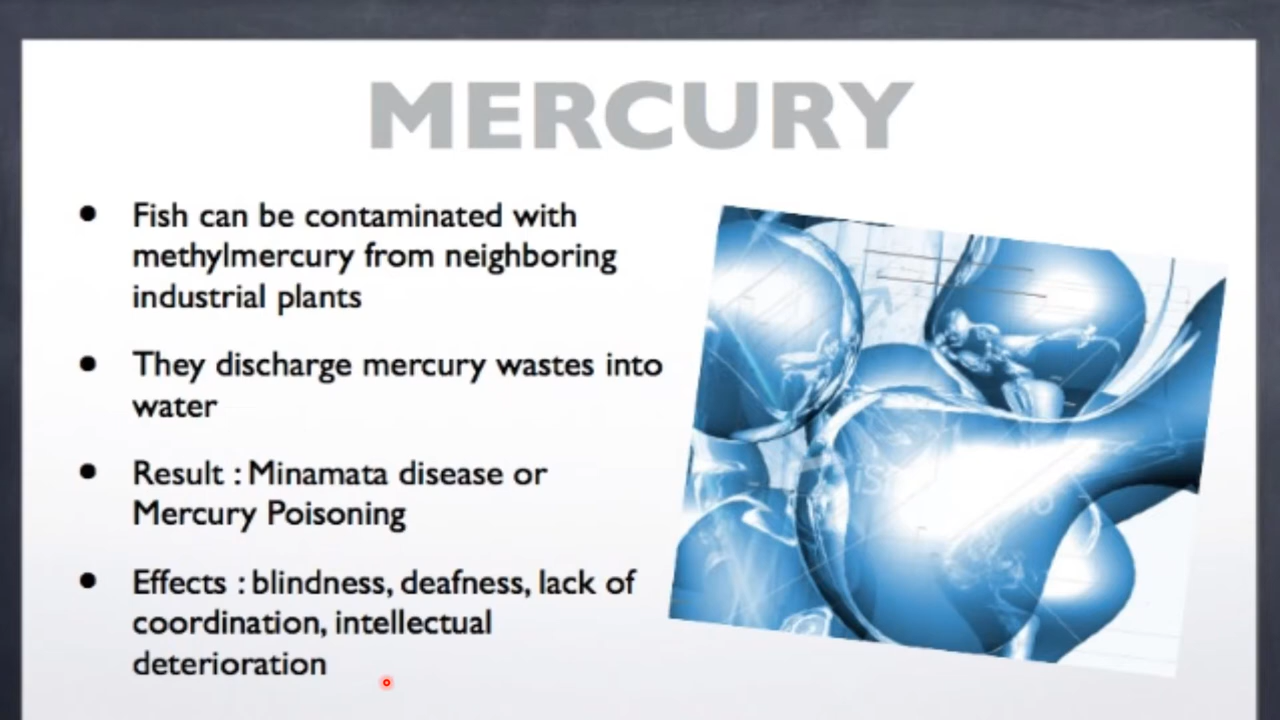 MERCURY
• Fish can be contaminated with
methylmercury from neighboring
industrial plants
• They discharge mercury wastes into
water
• Result : Minamata disease or
Mercury Poisoning
• Effects : blindness, deafness, lack of
coordination, intellectual
deterioration